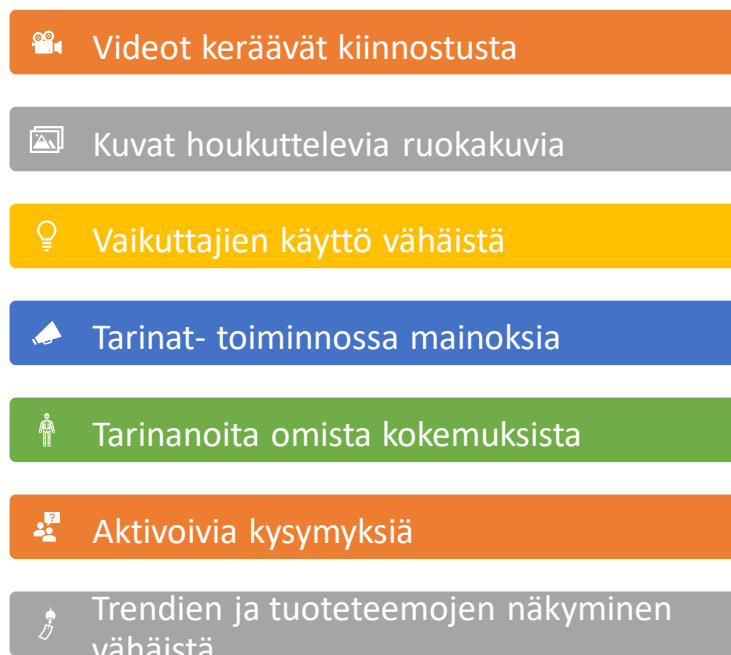 Videot keräävät kiinnostusta
Kuvat houkuttelevia ruokakuvia
Vaikuttajien käyttö vähäistä
Tarinat- toiminnossa mainoksia
Tarinanoita omista kokemuksista
Aktivoivia kysymyksiä
Trendien ja tuoteteemojen näkyminen
vähäistä